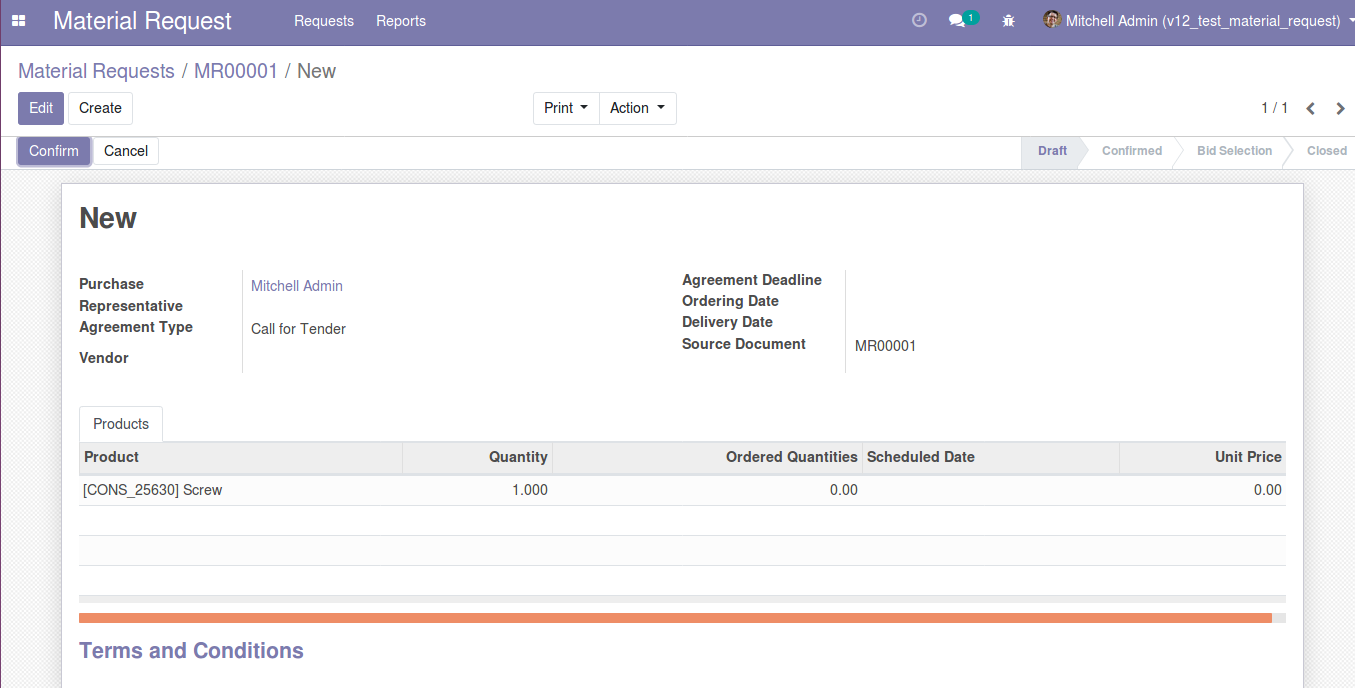 Material Request Requests Reports 1 Mitchell Admin (v12_test_material_request)
Material Requests / MR00001 / New
Edit Create Print Action 1 / 1
Confirm Cancel Draft Confirmed Bid Selection Closed
New
Purchase Representative Mitchell Admin
Agreement Type Call for Tender
Vendor
Agreement Deadline
Ordering Date
Delivery Date
Source Document MR00001
Products
Product Quantity Ordered Quantities Scheduled Date Unit Price
[CONS_25630] Screw 1.000 0.00 0.00
Terms and Conditions